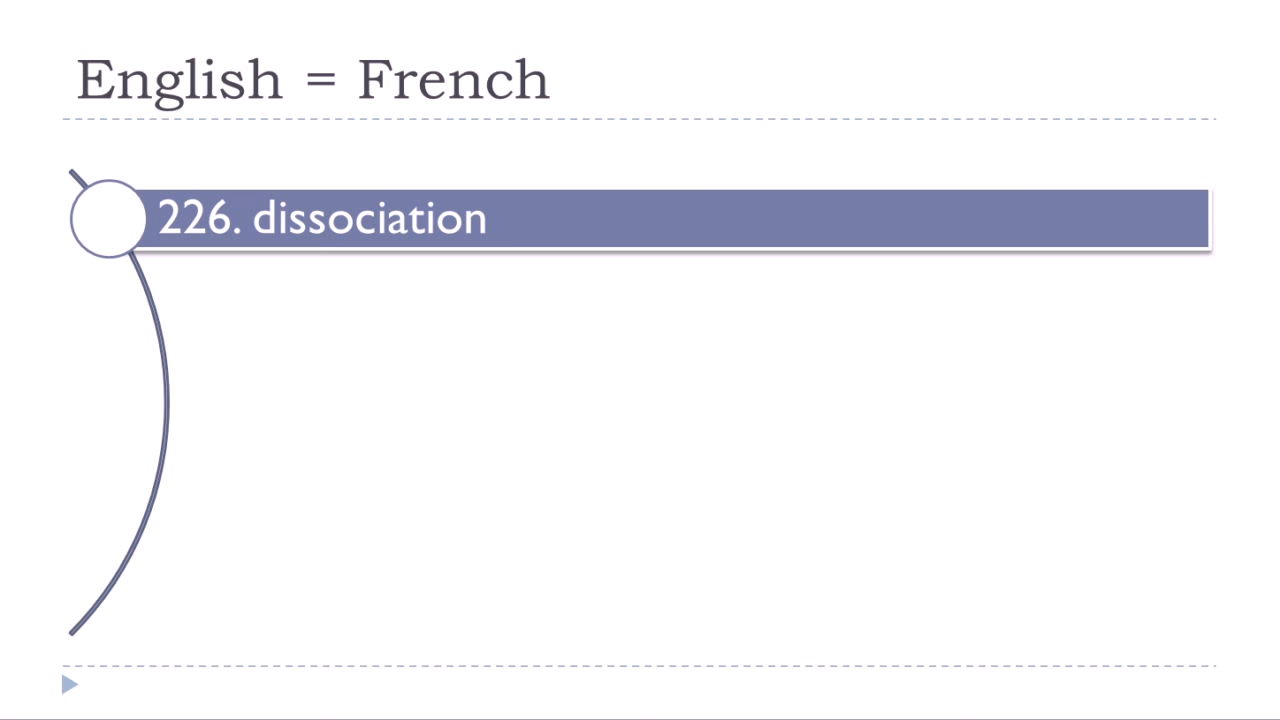 English = French
226. dissociation